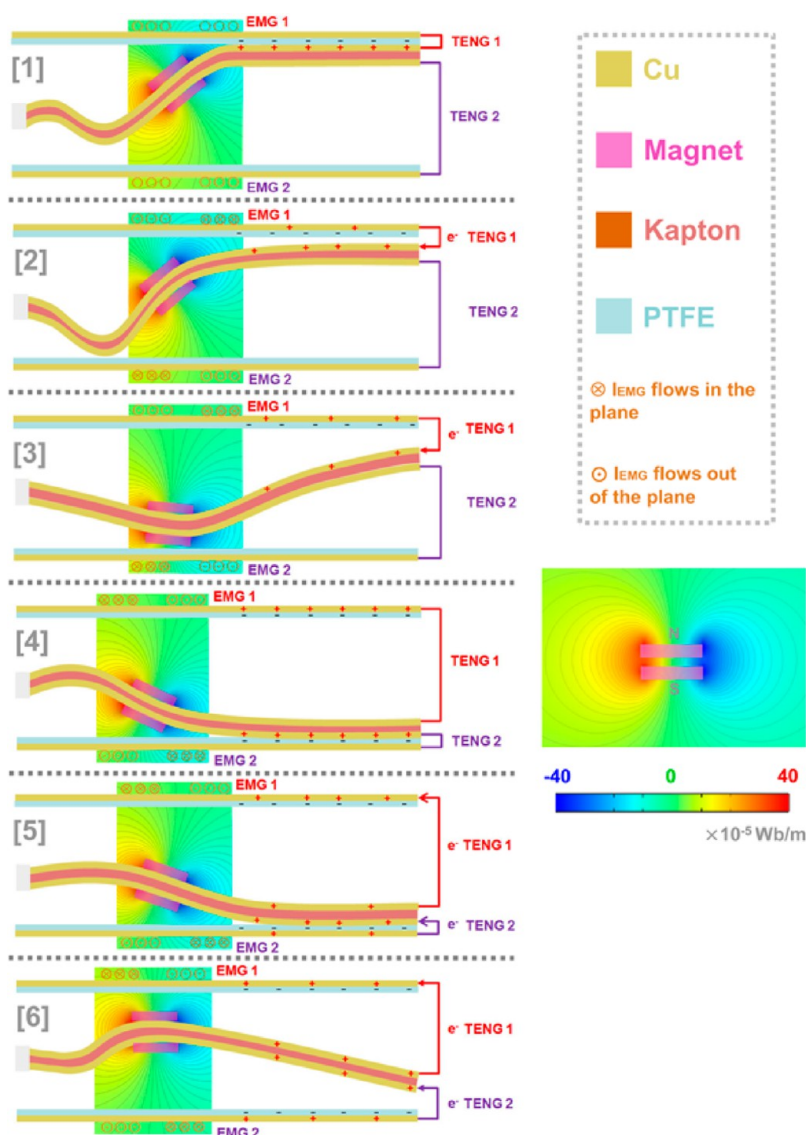 EMG 1
TENG 1
[1]
TENG 2
EMG 2
EMG 1
e- TENG 1
[2]
TENG 2
EMG 2
EMG 1
e- TENG 1
[3]
TENG 2
EMG 2
EMG 1
[4]
TENG 1
TENG 2
EMG 2
EMG 1
[5]
e- TENG 1
e- TENG 2
EMG 2
EMG 1
[6]
e- TENG 1
e- TENG 2
EMG 2
Cu
Magnet
Kapton
PTFE
⊗ IEMG flows in the
plane
⊙ IEMG flows out
of the plane
N
S
-40 0 40
×10⁻⁵ Wb/m